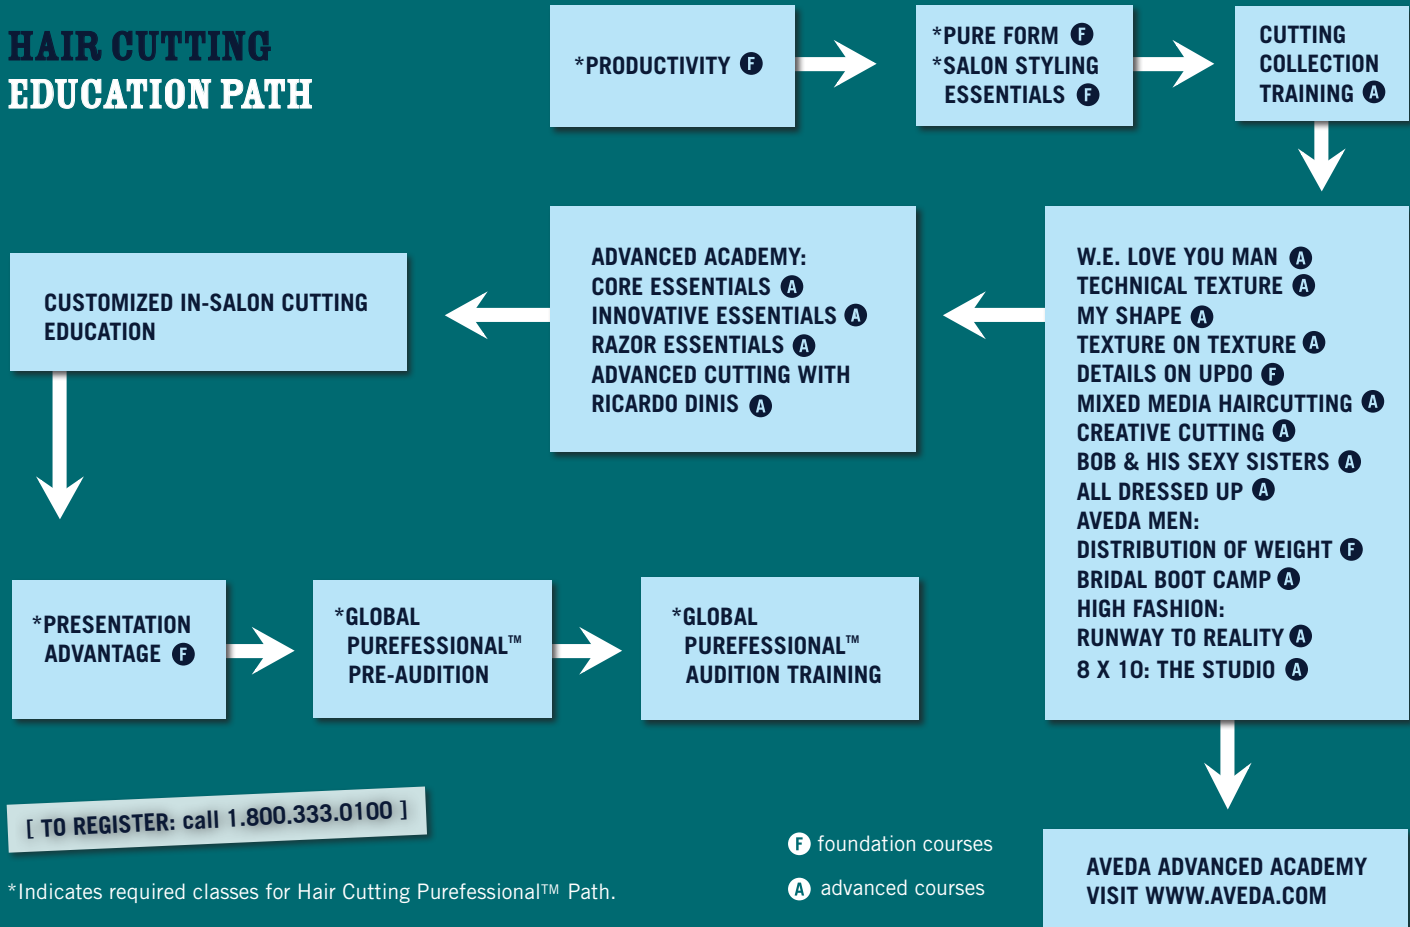 HAIR CUTTING
EDUCATION PATH
*PRODUCTIVITY F
*PURE FORM F
*SALON STYLING
ESSENTIALS F
CUTTING
COLLECTION
TRAINING A
W.E. LOVE YOU MAN A
TECHNICAL TEXTURE A
MY SHAPE A
TEXTURE ON TEXTURE A
DETAILS ON UPDO F
MIXED MEDIA HAIRCUTTING A
CREATIVE CUTTING A
BOB & HIS SEXY SISTERS A
ALL DRESSED UP A
AVEDA MEN:
DISTRIBUTION OF WEIGHT F
BRIDAL BOOT CAMP A
HIGH FASHION:
RUNWAY TO REALITY A
8 X 10: THE STUDIO A
ADVANCED ACADEMY:
CORE ESSENTIALS A
INNOVATIVE ESSENTIALS A
RAZOR ESSENTIALS A
ADVANCED CUTTING WITH
RICARDO DINIS A
CUSTOMIZED IN-SALON CUTTING
EDUCATION
*PRESENTATION
ADVANTAGE F
*GLOBAL
PUREFESSIONAL™
PRE-AUDITION
*GLOBAL
PUREFESSIONAL™
AUDITION TRAINING
AVEDA ADVANCED ACADEMY
VISIT WWW.AVEDA.COM
[ TO REGISTER: call 1.800.333.0100 ]
*Indicates required classes for Hair Cutting Purefessional™ Path.
F foundation courses
A advanced courses